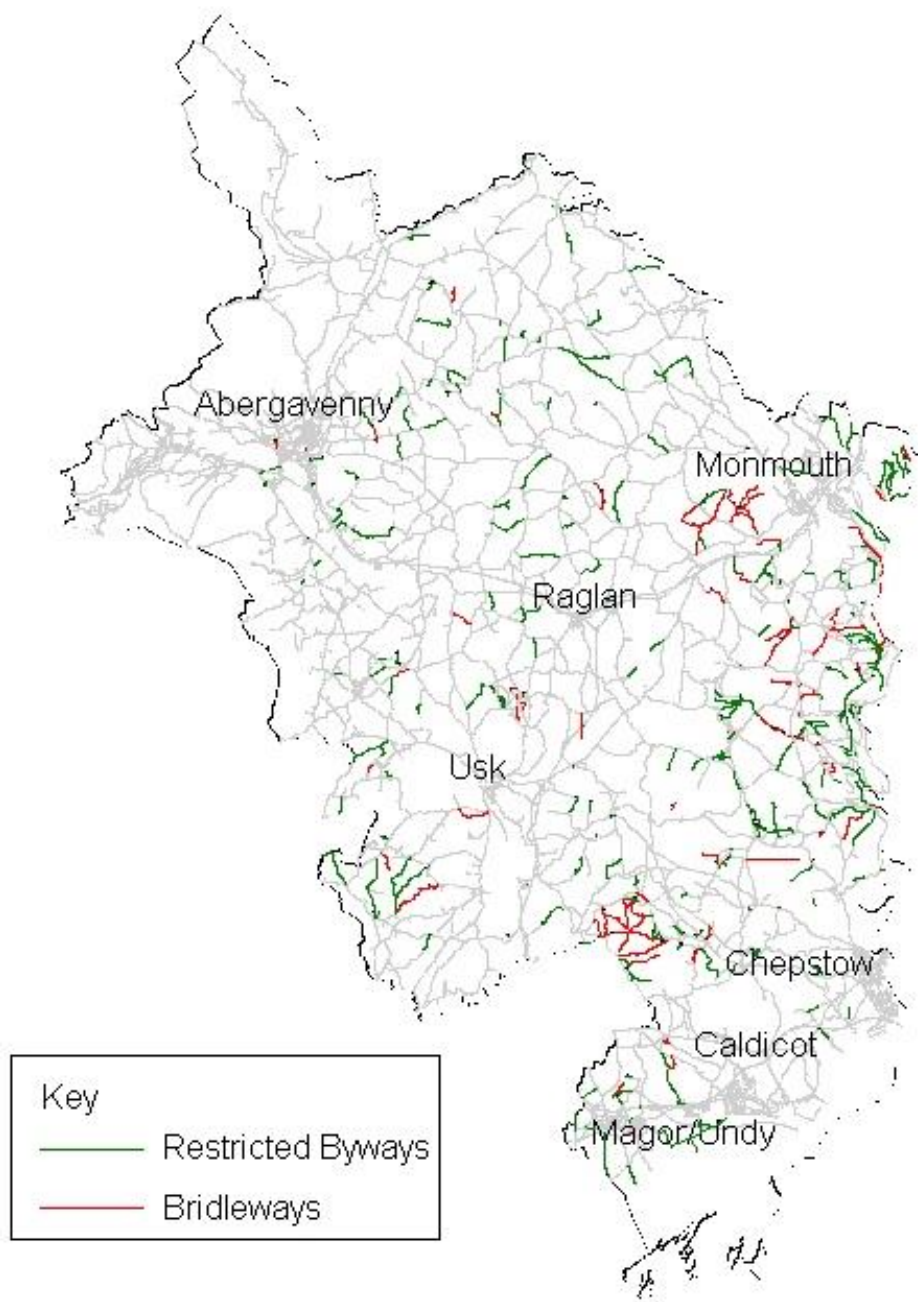 Abergavenny
Monmouth
Raglan
Usk
Chepstow
Caldicot
Magor/Undy
Key
Restricted Byways
Bridleways